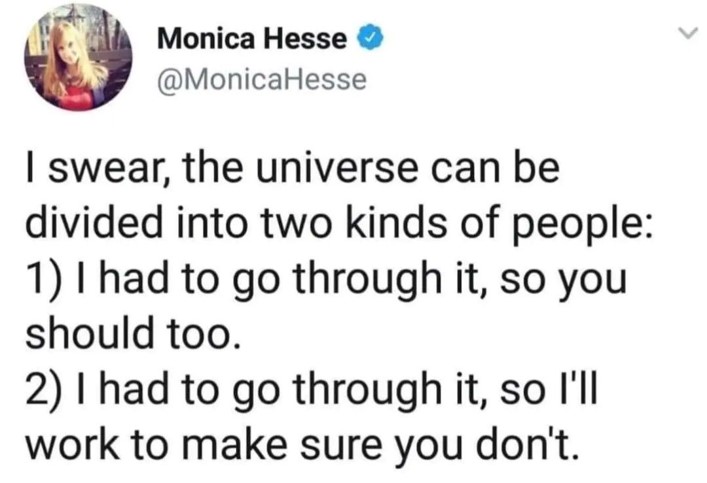 Monica Hesse
@MonicaHesse
I swear, the universe can be
divided into two kinds of people:
1) I had to go through it, so you
should too.
2) I had to go through it, so I'll
work to make sure you don't.